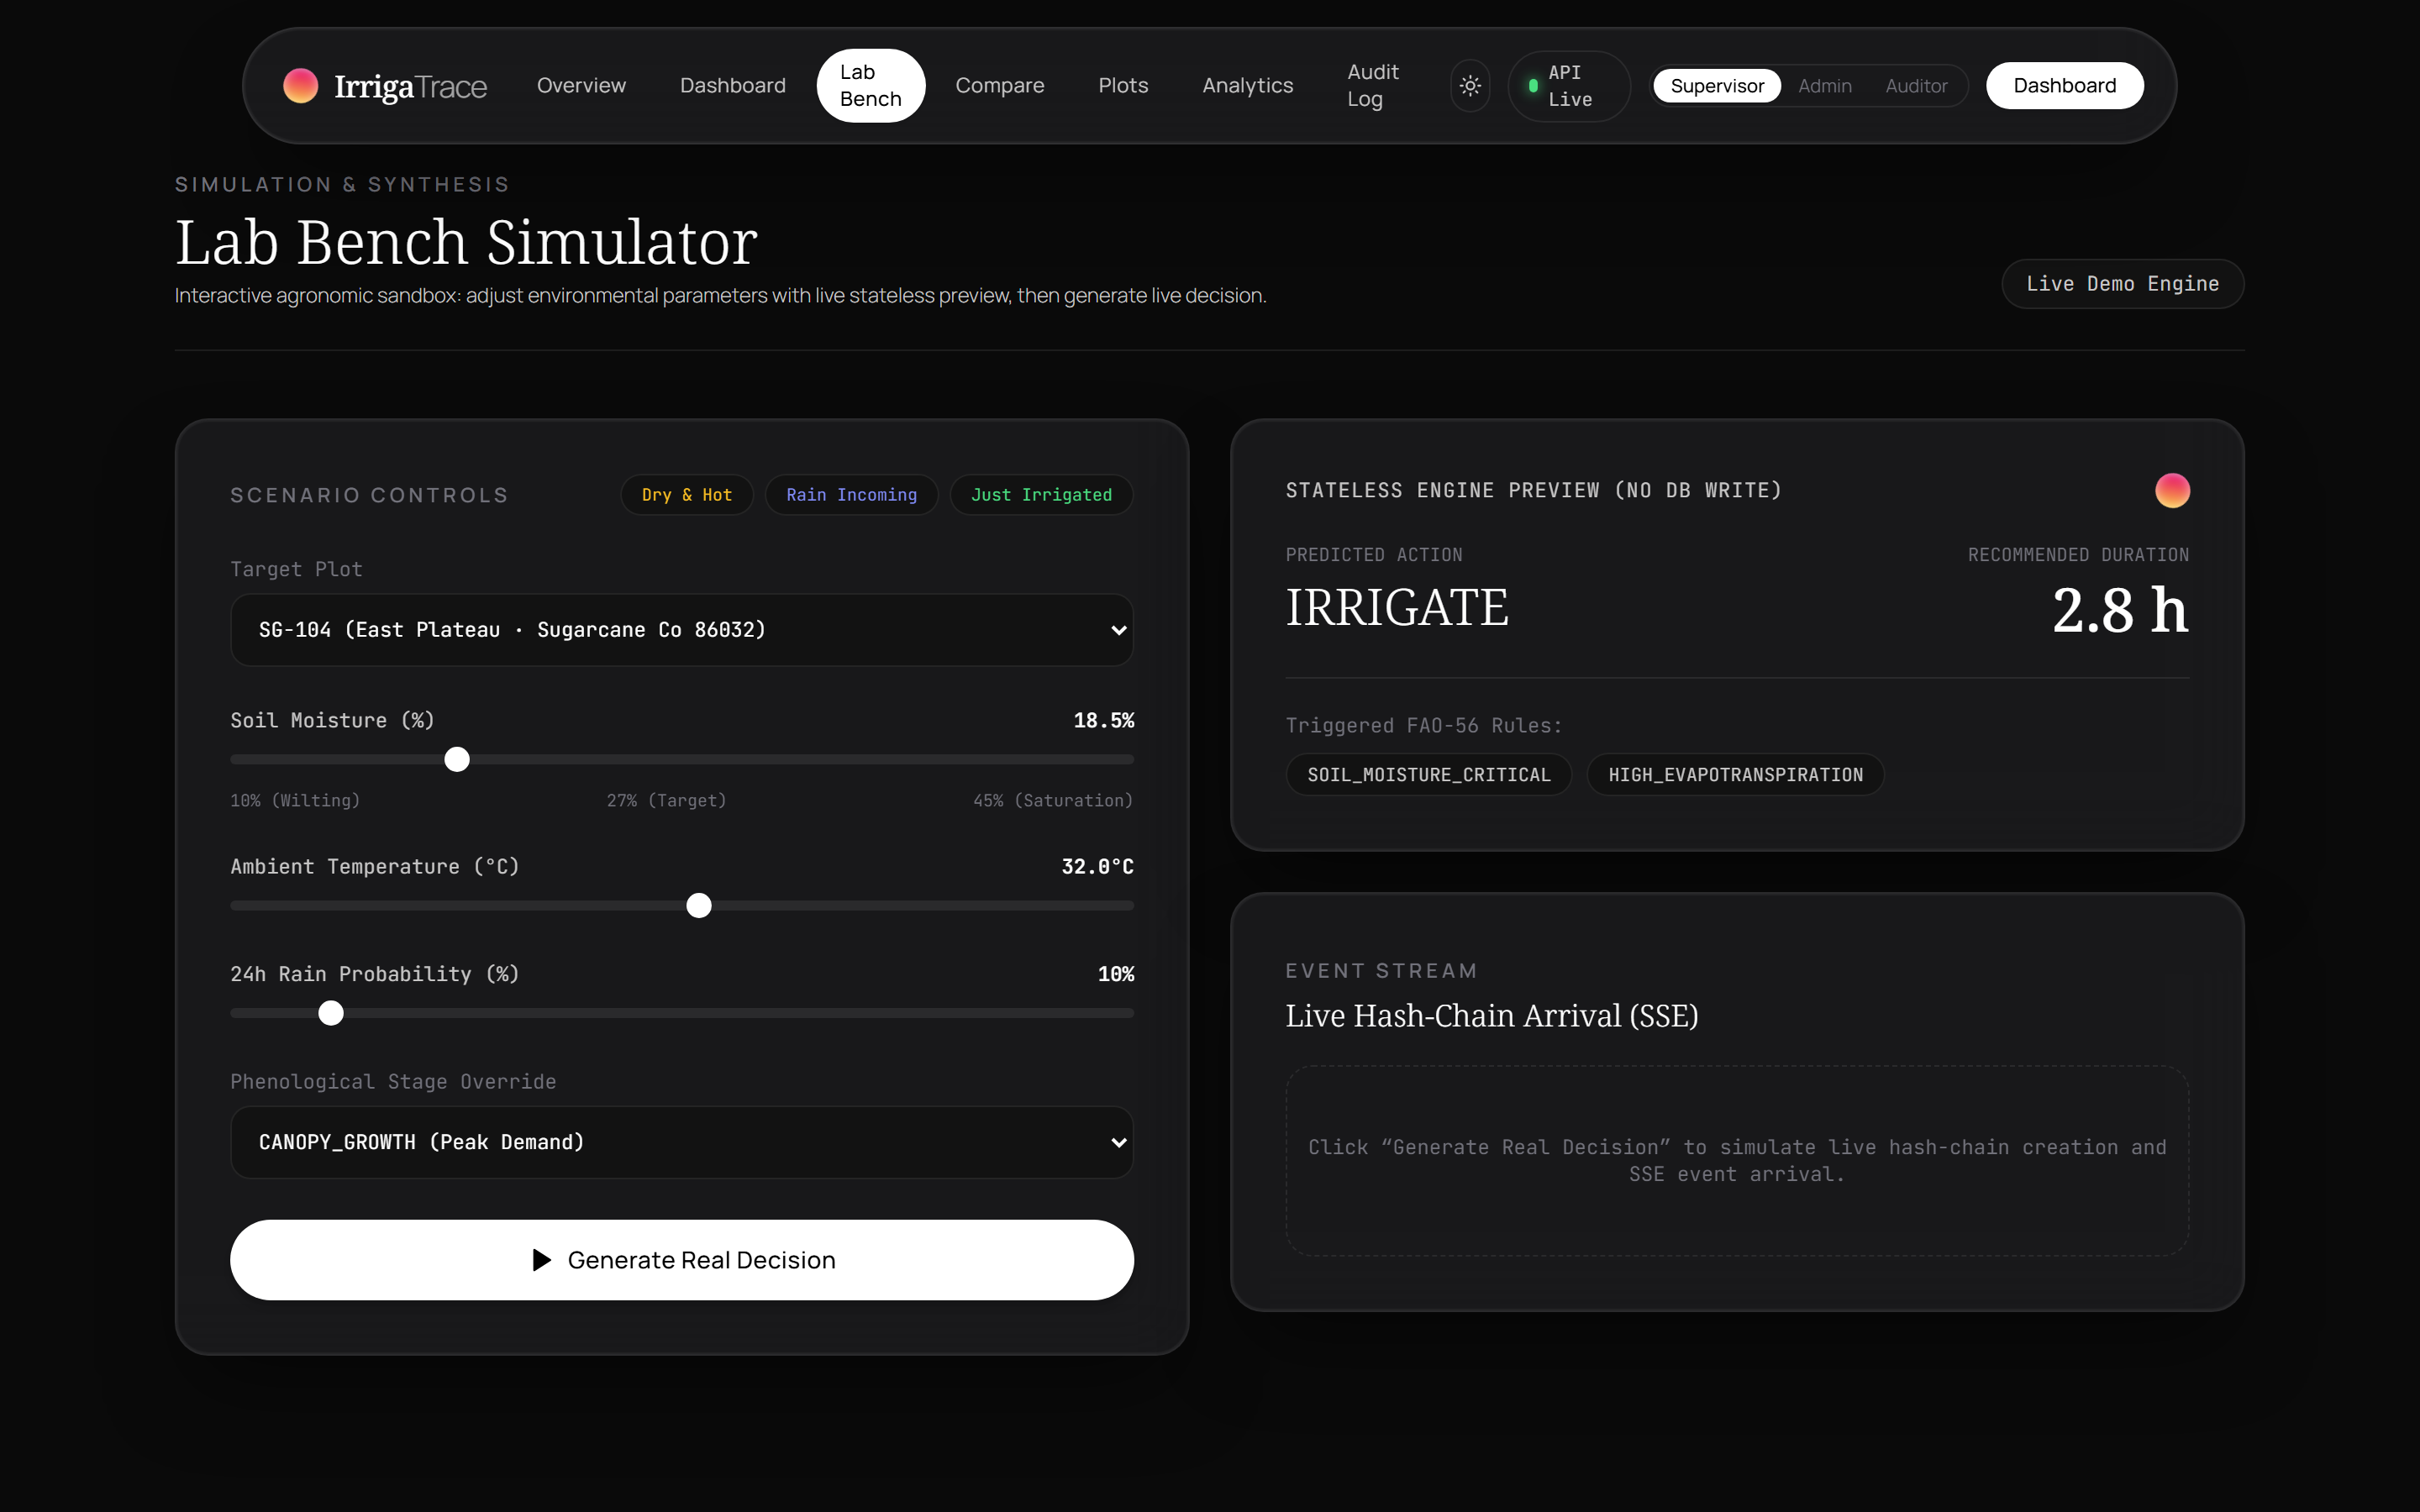 IrrigaTrace
Overview
Dashboard
Lab
Bench
Compare
Plots
Analytics
Audit
Log
API
Live
Supervisor
Admin
Auditor
Dashboard
SIMULATION & SYNTHESIS
Lab Bench Simulator
Interactive agronomic sandbox: adjust environmental parameters with live stateless preview, then generate live decision.
Live Demo Engine
SCENARIO CONTROLS
Dry & Hot
Rain Incoming
Just Irrigated
Target Plot
SG-104 (East Plateau · Sugarcane Co 86032)
Soil Moisture (%)
18.5%
10% (Wilting)
27% (Target)
45% (Saturation)
Ambient Temperature (°C)
32.0°C
24h Rain Probability (%)
10%
Phenological Stage Override
CANOPY_GROWTH (Peak Demand)
Generate Real Decision
STATELESS ENGINE PREVIEW (NO DB WRITE)
PREDICTED ACTION
RECOMMENDED DURATION
IRRIGATE
2.8 h
Triggered FAO-56 Rules:
SOIL_MOISTURE_CRITICAL
HIGH_EVAPOTRANSPIRATION
EVENT STREAM
Live Hash-Chain Arrival (SSE)
Click “Generate Real Decision” to simulate live hash-chain creation and
SSE event arrival.